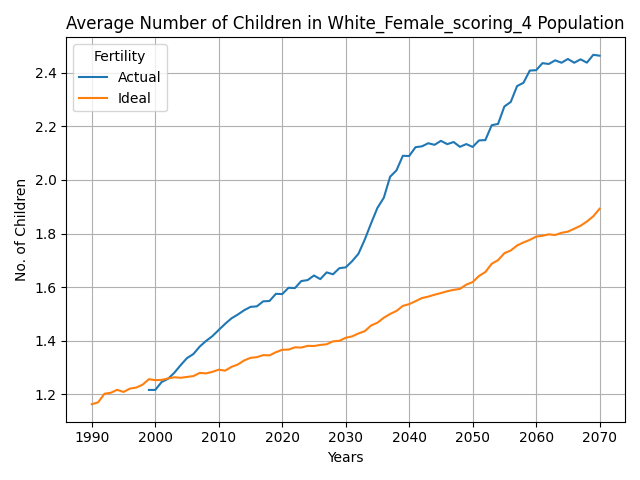 Average Number of Children in White_Female_scoring_4 Population
Fertility
Actual
Ideal
No. of Children
2.4
2.2
2.0
1.8
1.6
1.4
1.2
1990 2000 2010 2020 2030 2040 2050 2060 2070
Years